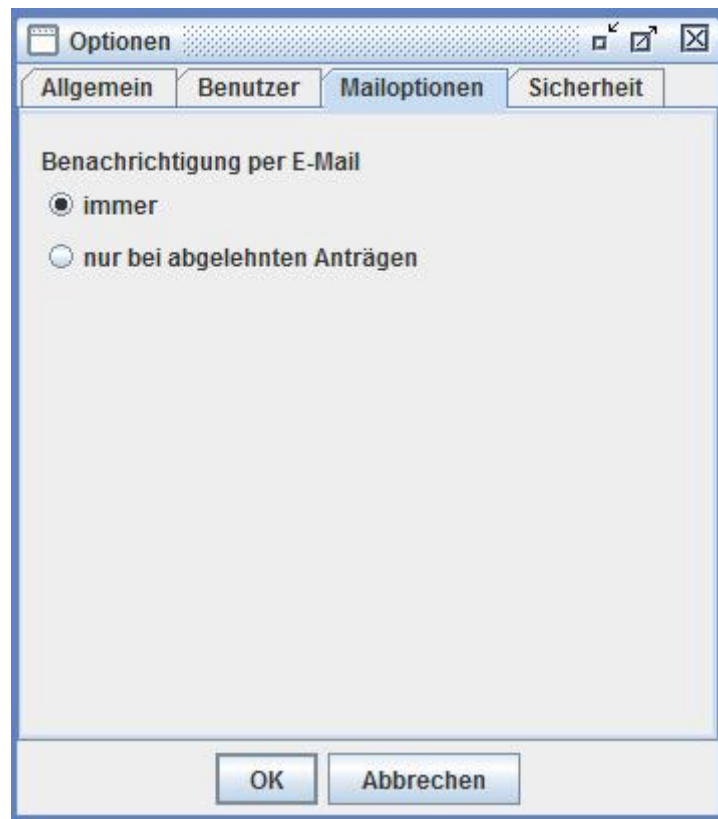 Optionen
Allgemein Benutzer Mailoptionen Sicherheit
Benachrichtigung per E-Mail
immer
nur bei abgelehnten Anträgen
OK Abbrechen